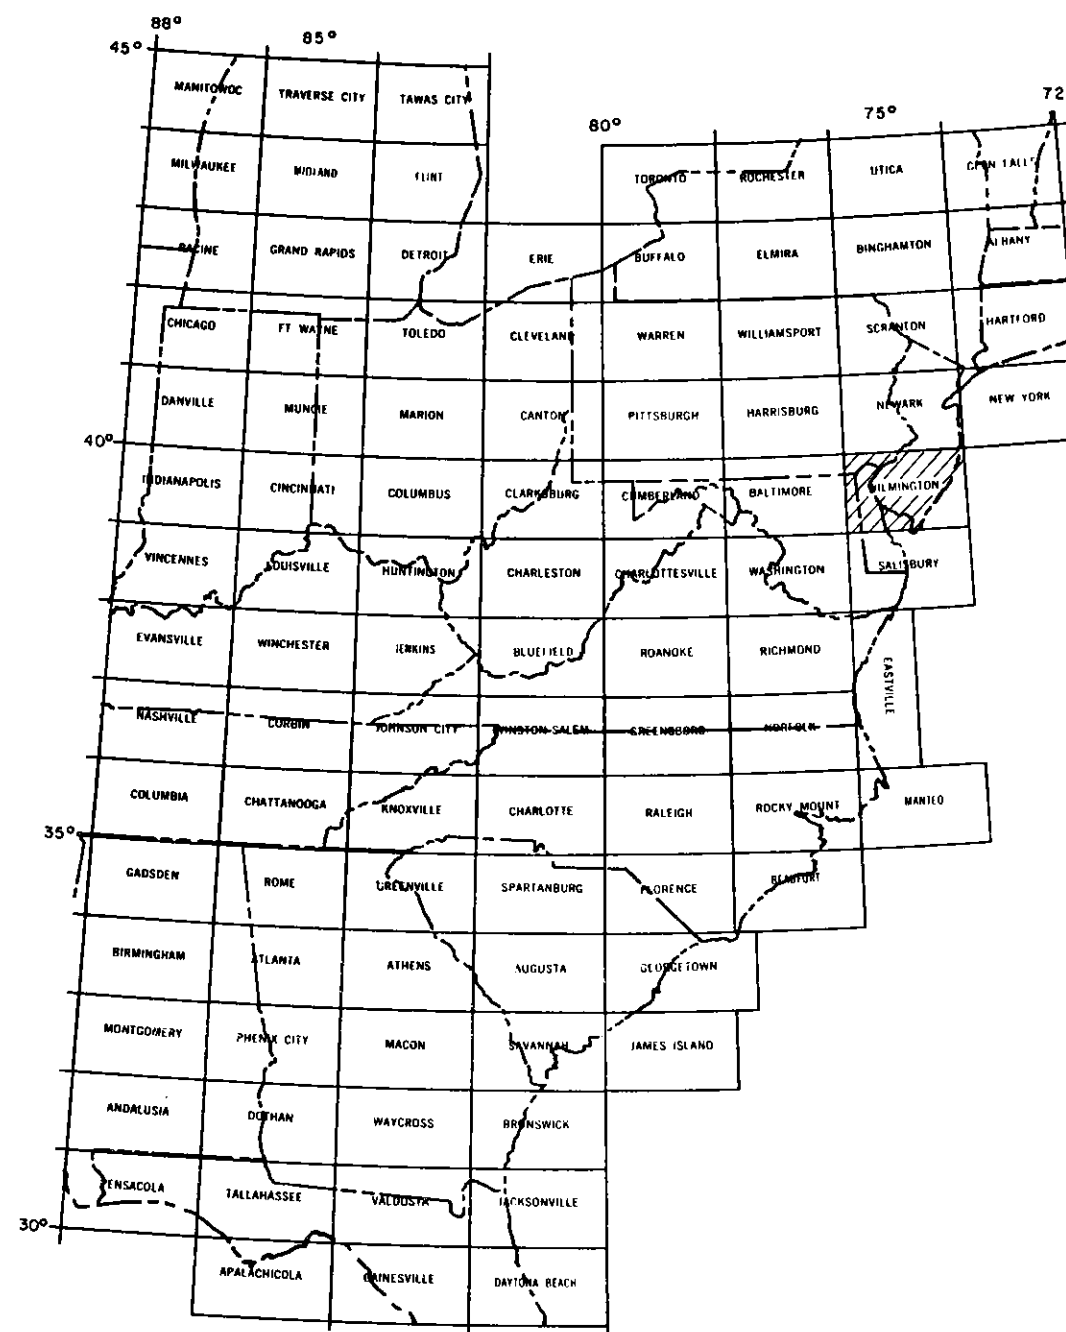 88°
45°
85°
72
80°
75°
MANITOWOC TRAVERSE CITY TAWAS CITY
MILWAUKEE MIDLAND FLINT TORONTO ROCHESTER UTICA GLEN FALLS
RACINE GRAND RAPIDS DETROIT ERIE BUFFALO ELMIRA BINGHAMTON ALBANY
CHICAGO FT WAYNE TOLEDO CLEVELAND WARREN WILLIAMSPORT SCRANTON HARTFORD
DANVILLE MUNCIE MARION CANTON PITTSBURGH HARRISBURG NEWARK NEW YORK
40°
INDIANAPOLIS CINCINNATI COLUMBUS CLARKSBURG CUMBERLAND BALTIMORE WILMINGTON
VINCENNES LOUISVILLE HUNTINGTON CHARLESTON CHARLOTTESVILLE WASHINGTON SALISBURY
EVANSVILLE WINCHESTER JENKINS BLUEFIELD ROANOKE RICHMOND EASTVILLE
NASHVILLE CORBIN JOHNSON CITY WINSTON-SALEM GREENSBORO NORFOLK
COLUMBIA CHATTANOOGA KNOXVILLE CHARLOTTE RALEIGH ROCKY MOUNT MANTEO
35°
GADSDEN ROME GREENVILLE SPARTANBURG FLORENCE BEAUFORT
BIRMINGHAM ATLANTA ATHENS AUGUSTA GEORGETOWN
MONTGOMERY PHENIX CITY MACON SAVANNAH JAMES ISLAND
ANDALUSIA DOTHAN WAYCROSS BRUNSWICK
PENSACOLA TALLAHASSEE VALDOSTA JACKSONVILLE
30°
APALACHICOLA GAINESVILLE DAYTONA BEACH